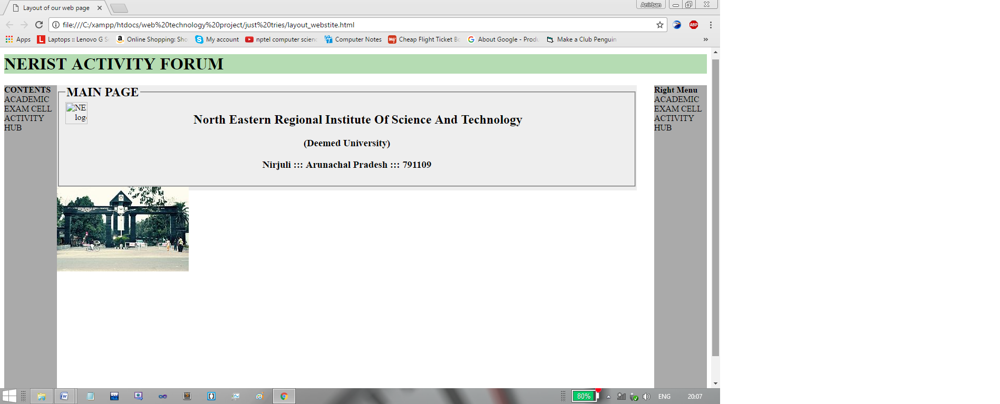 Layout of our web page
Anirban
file:///C:/xampp/htdocs/web%20technology%20project/just%20tries/layout_webstite.html
ABP
Apps
Laptops :: Lenovo G S
Online Shopping: Sho
My account
nptel computer scienc
Computer Notes
Cheap Flight Ticket Bo
About Google - Produ
Make a Club Penguin
»
NERIST ACTIVITY FORUM
CONTENTS
ACADEMIC
EXAM CELL
ACTIVITY
HUB
MAIN PAGE
NE
log
North Eastern Regional Institute Of Science And Technology
(Deemed University)
Nirjuli ::: Arunachal Pradesh ::: 791109
Right Menu
ACADEMIC
EXAM CELL
ACTIVITY
HUB
80%
ENG
20:07